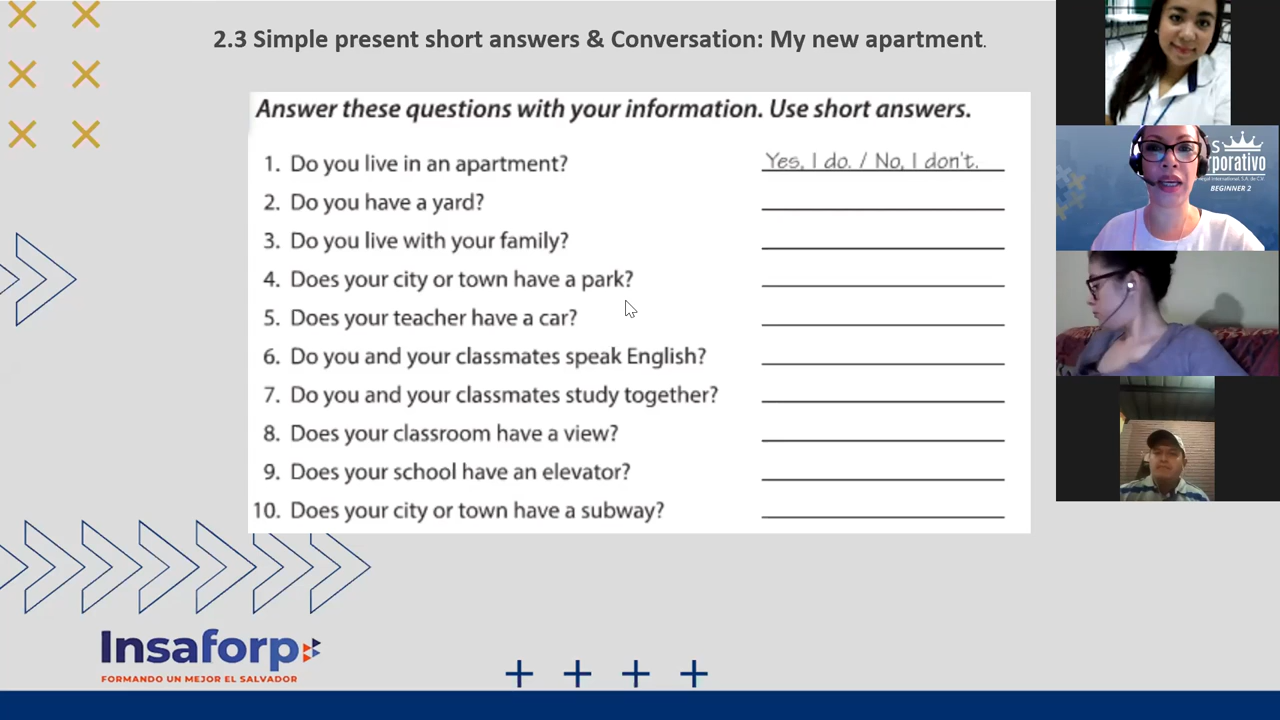 2.3 Simple present short answers & Conversation: My new apartment.
Answer these questions with your information. Use short answers.
1. Do you live in an apartment? Yes, I do. / No, I don't.
2. Do you have a yard?
3. Do you live with your family?
4. Does your city or town have a park?
5. Does your teacher have a car?
6. Do you and your classmates speak English?
7. Do you and your classmates study together?
8. Does your classroom have a view?
9. Does your school have an elevator?
10. Does your city or town have a subway?
Insaforp
FORMANDO UN MEJOR EL SALVADOR
S
porativo
BEGINNER 2